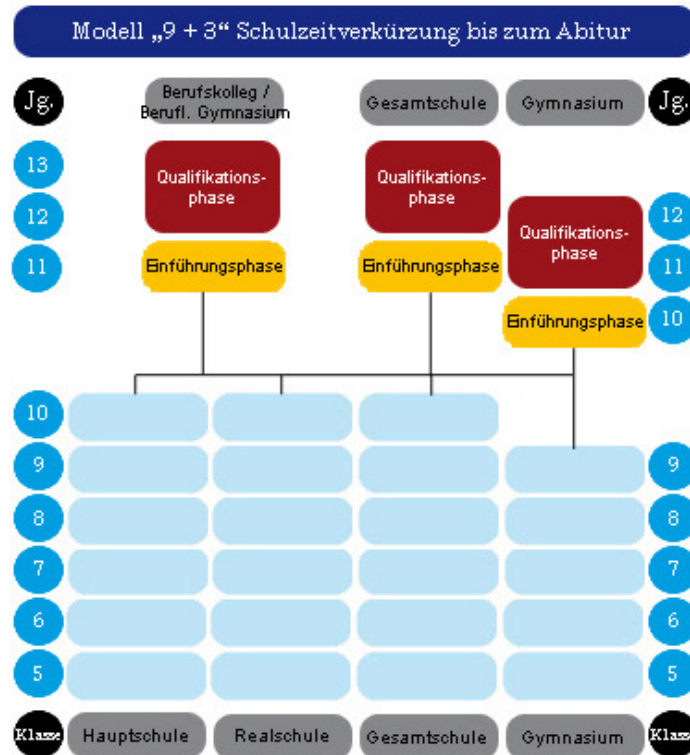 Modell „9 + 3“ Schulzeitverkürzung bis zum Abitur
Jg.
Berufskolleg /
Berufl. Gymnasium
Gesamtschule
Gymnasium
Jg.
13
Qualifikations-
phase
Qualifikations-
phase
12
Qualifikations-
phase
12
11
Einführungsphase
Einführungsphase
11
Einführungsphase
10
10
9
9
8
8
7
7
6
6
5
5
Klasse
Hauptschule
Realschule
Gesamtschule
Gymnasium
Klasse